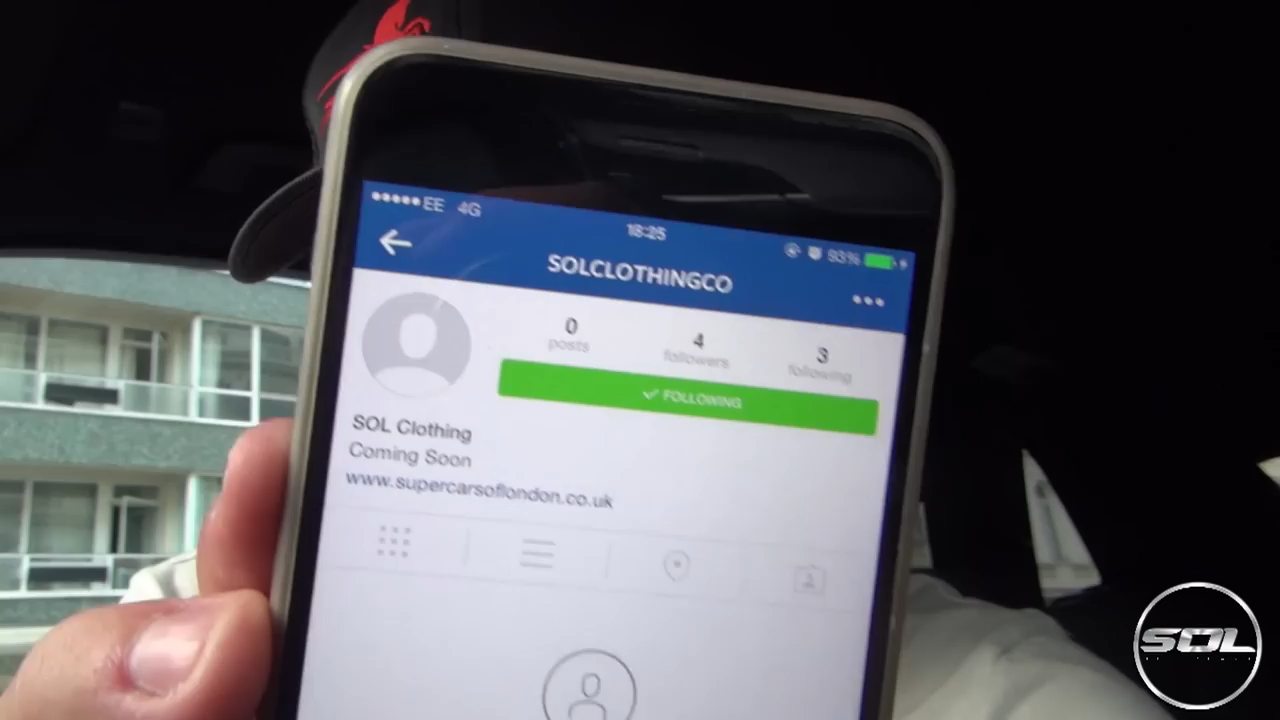 EE 4G
18:25
93%
SOLCLOTHINGCO
0
posts
4
followers
3
following
FOLLOWING
SOL Clothing
Coming Soon
www.supercarsoflondon.co.uk
SOL